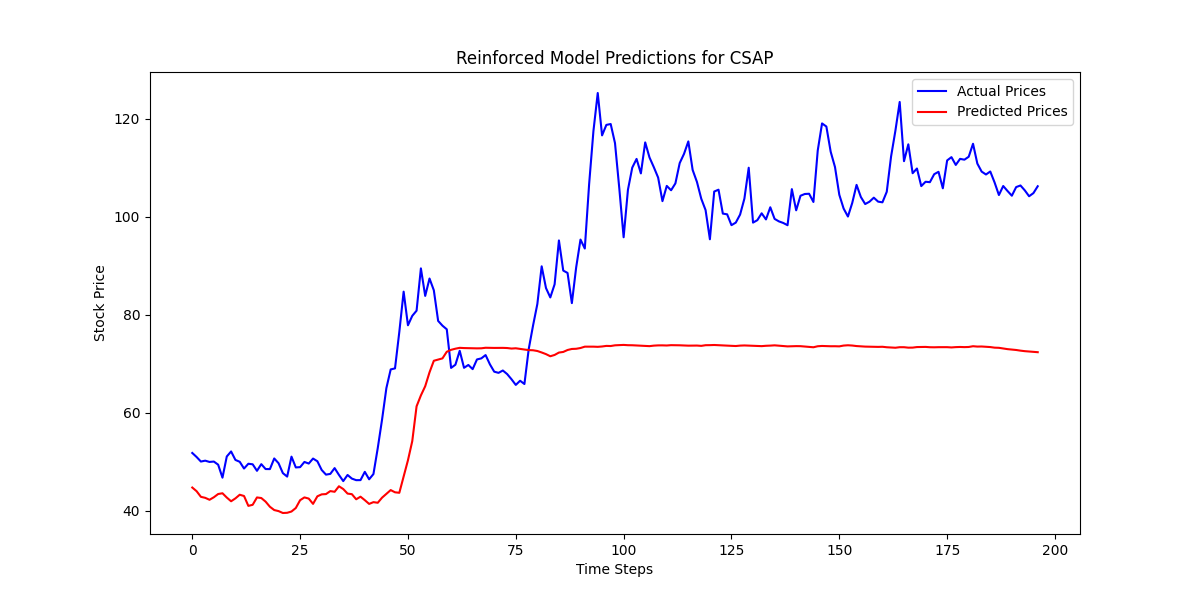 Reinforced Model Predictions for CSAP
Actual Prices
Predicted Prices
120
100
80
60
40
Stock Price
0 25 50 75 100 125 150 175 200
Time Steps